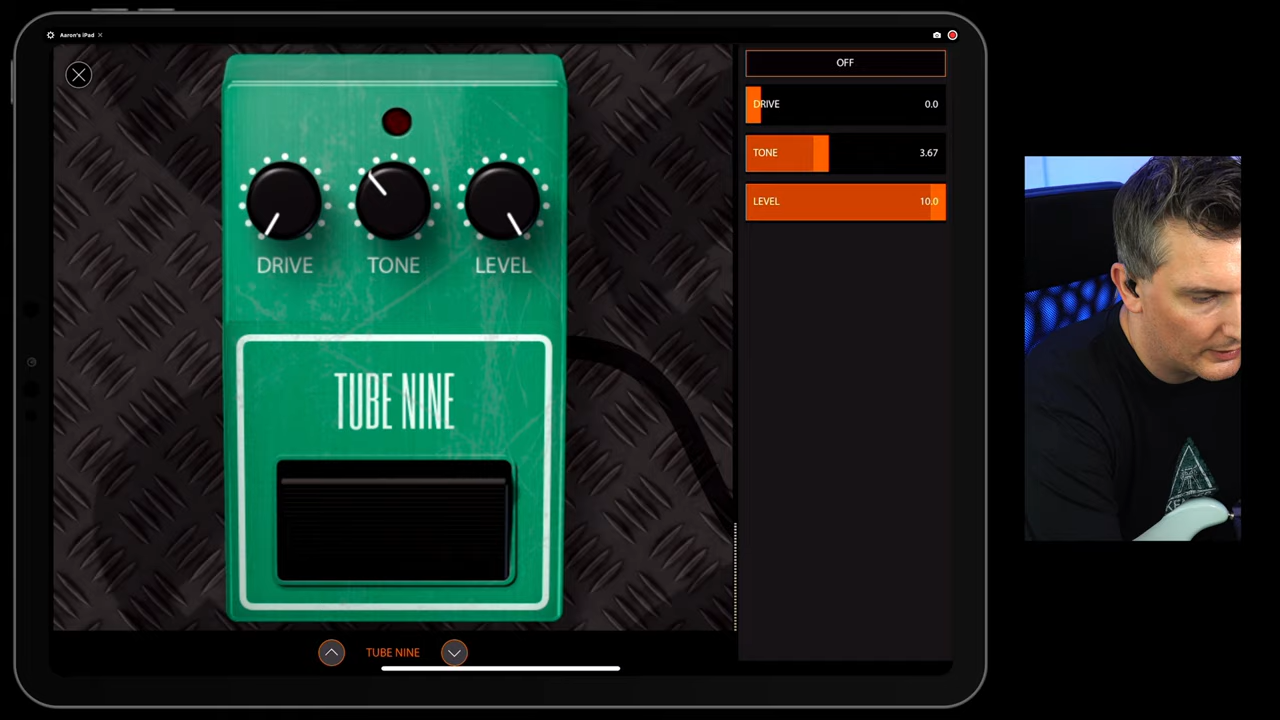 Aaron's iPad
OFF
DRIVE 0.0
TONE 3.67
LEVEL 10.0
DRIVE TONE LEVEL
TUBE NINE
TUBE NINE